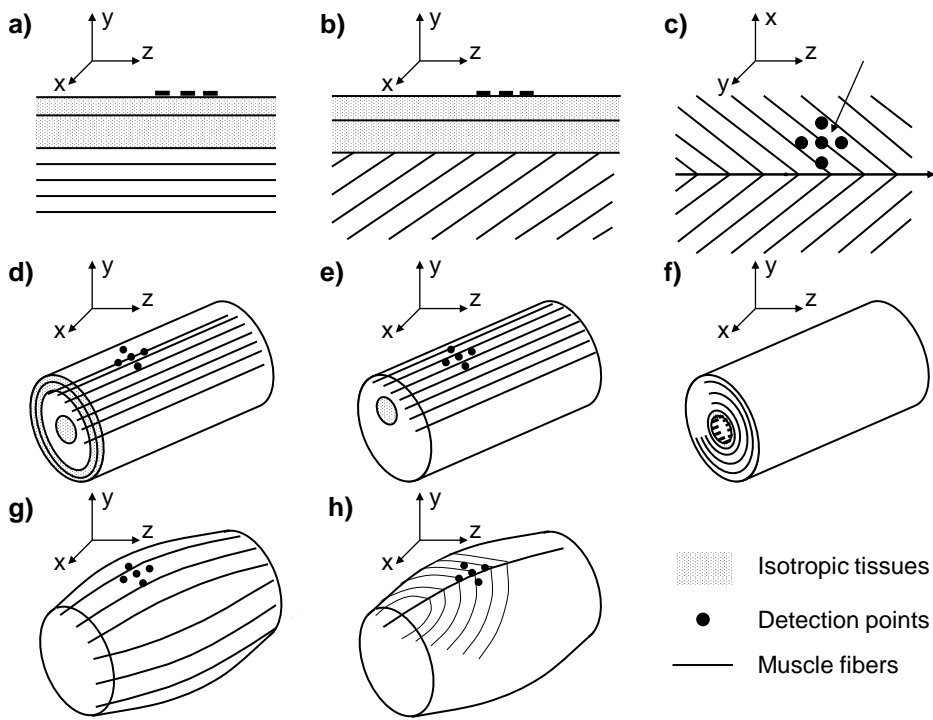 a)
y
z
x
b)
y
z
x
c)
x
z
y
d)
y
z
x
e)
y
z
x
f)
y
z
x
g)
y
z
x
h)
y
z
x
Isotropic tissues
Detection points
Muscle fibers